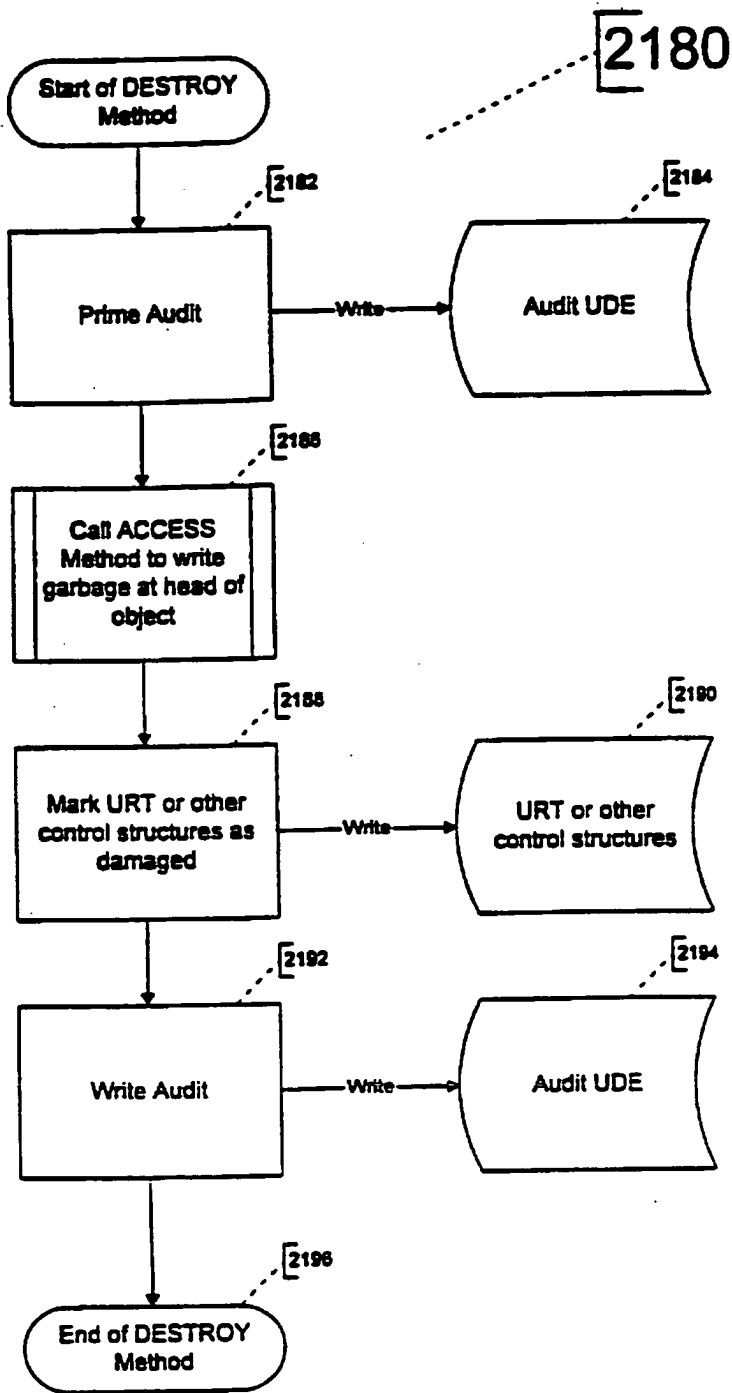 2180
Start of DESTROY
Method
2182
2184
Prime Audit
Write
Audit UDE
2186
Call ACCESS
Method to write
garbage at head of
object
2188
2190
Mark URT or other
control structures as
damaged
Write
URT or other
control structures
2192
2194
Write Audit
Write
Audit UDE
2196
End of DESTROY
Method